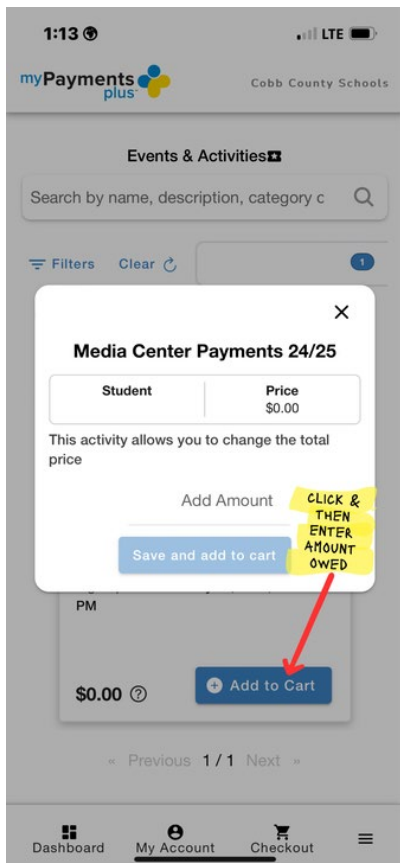 1:13
LTE
myPayments
plus
Cobb County Schools
Events & Activities
Search by name, description, category c
Filters Clear
1
Media Center Payments 24/25
Student Price
$0.00
This activity allows you to change the total
price
Add Amount
CLICK &
THEN
ENTER
AMOUNT
OWED
Save and add to cart
PM
$0.00 ? + Add to Cart
« Previous 1 / 1 Next »
Dashboard My Account Checkout